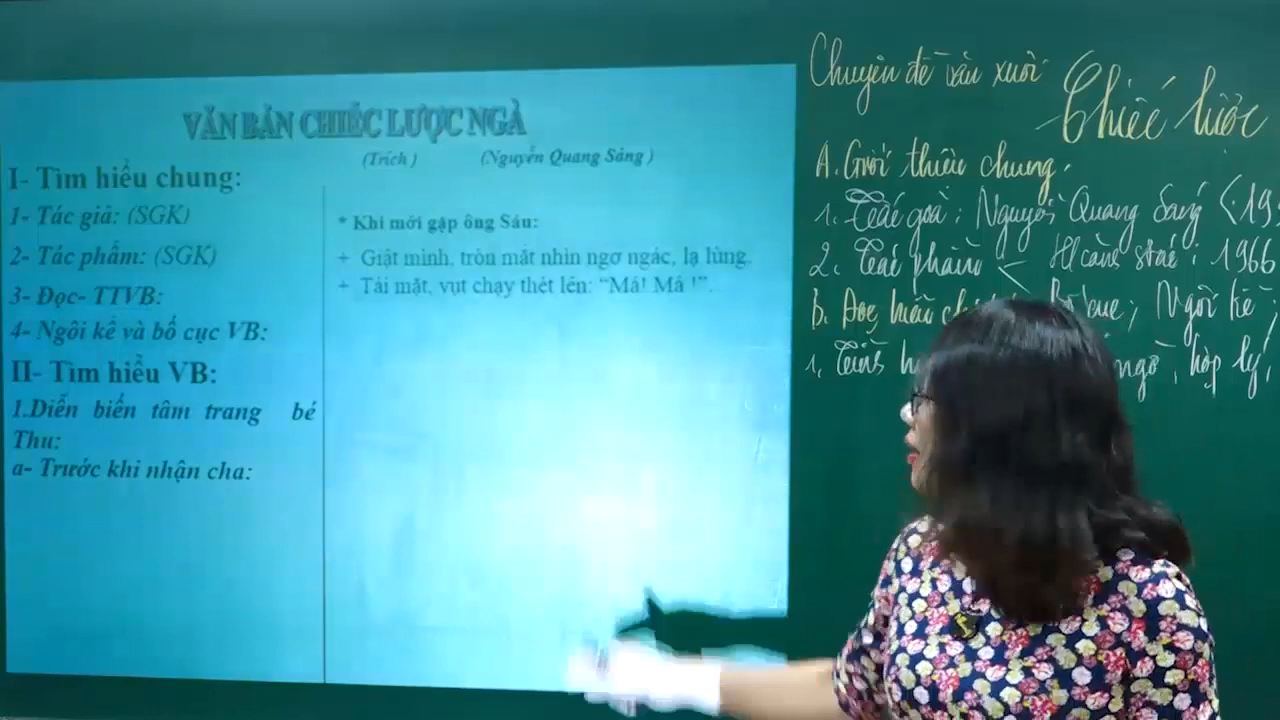 VĂN BẢN CHIẾC LƯỢC NGÀ
(Trích) (Nguyễn Quang Sáng)
I- Tìm hiểu chung:
1- Tác giả: (SGK)
2- Tác phẩm: (SGK)
3- Đọc- TTVB:
4- Ngôi kể và bố cục VB:
II- Tìm hiểu VB:
1.Diễn biến tâm trang bé
Thu:
a- Trước khi nhận cha:
* Khi mới gặp ông Sáu:
+ Giật mình, tròn mắt nhìn ngơ ngác, lạ lùng.
+ Tái mặt, vụt chạy thét lên: “Má! Má !”.
Chuyên đề văn xuôi
Chiếc lược
A. Giới thiệu chung.
1. Tác giả: Nguyễn Quang Sáng (19
2. Tác phẩm < H cảnh stác: 1966
Bố cục; Ngôi kể;
B. Đọc hiểu
1, Tình ngờ, hợp lý,